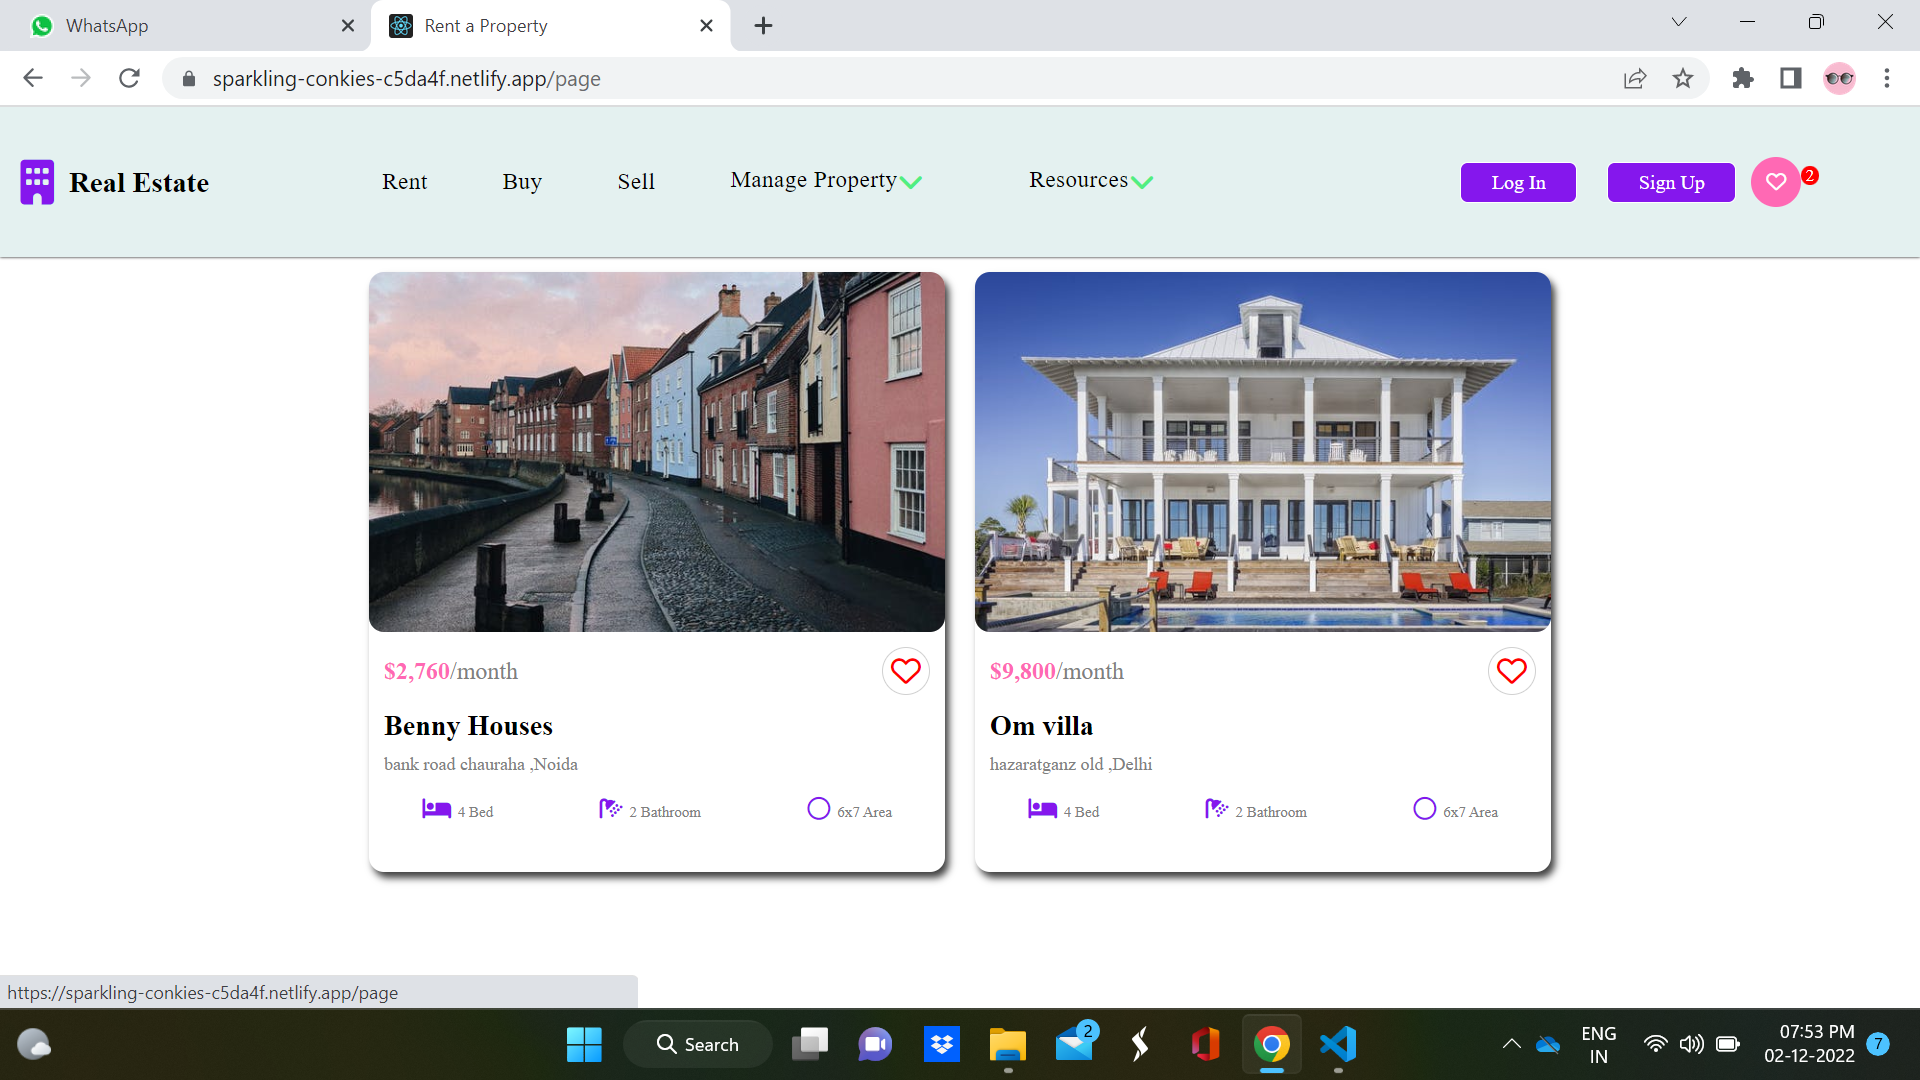 WhatsApp
Rent a Property
sparkling-conkies-c5da4f.netlify.app/page
Real Estate
Rent
Buy
Sell
Manage Property
Resources
Log In
Sign Up
2
$2,760/month
Benny Houses
bank road chauraha ,Noida
4 Bed
2 Bathroom
6x7 Area
$9,800/month
Om villa
hazaratganz old ,Delhi
4 Bed
2 Bathroom
6x7 Area
https://sparkling-conkies-c5da4f.netlify.app/page
Search
2
ENG
IN
07:53 PM
02-12-2022
7